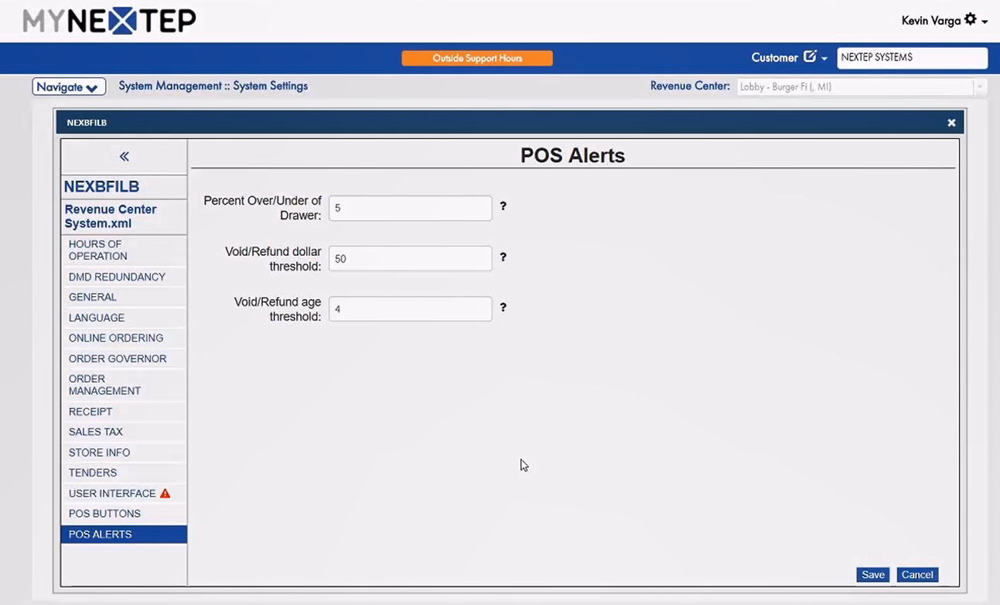 MYNEXTEP
Kevin Varga
Outside Support Hours
Customer
NEXTEP SYSTEMS
Navigate
System Management :: System Settings
Revenue Center:
Lobby - Burger Fi (, MI)
NEXBFILB
«
POS Alerts
NEXBFILB
Revenue Center
System.xml
HOURS OF
OPERATION
DMD REDUNDANCY
GENERAL
LANGUAGE
ONLINE ORDERING
ORDER GOVERNOR
ORDER
MANAGEMENT
RECEIPT
SALES TAX
STORE INFO
TENDERS
USER INTERFACE
POS BUTTONS
POS ALERTS
Percent Over/Under of
Drawer:
5
?
Void/Refund dollar
threshold:
50
?
Void/Refund age
threshold:
4
?
Save
Cancel